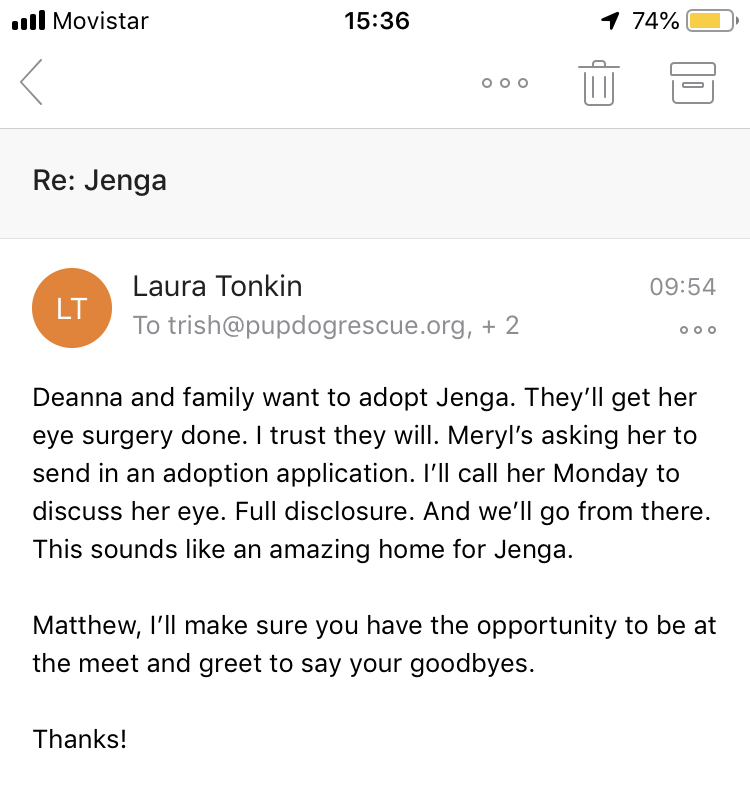 Movistar 15:36 74%
Re: Jenga
LT
Laura Tonkin 09:54
To trish@pupdogrescue.org, + 2
Deanna and family want to adopt Jenga. They’ll get her
eye surgery done. I trust they will. Meryl’s asking her to
send in an adoption application. I’ll call her Monday to
discuss her eye. Full disclosure. And we’ll go from there.
This sounds like an amazing home for Jenga.
Matthew, I’ll make sure you have the opportunity to be at
the meet and greet to say your goodbyes.
Thanks!